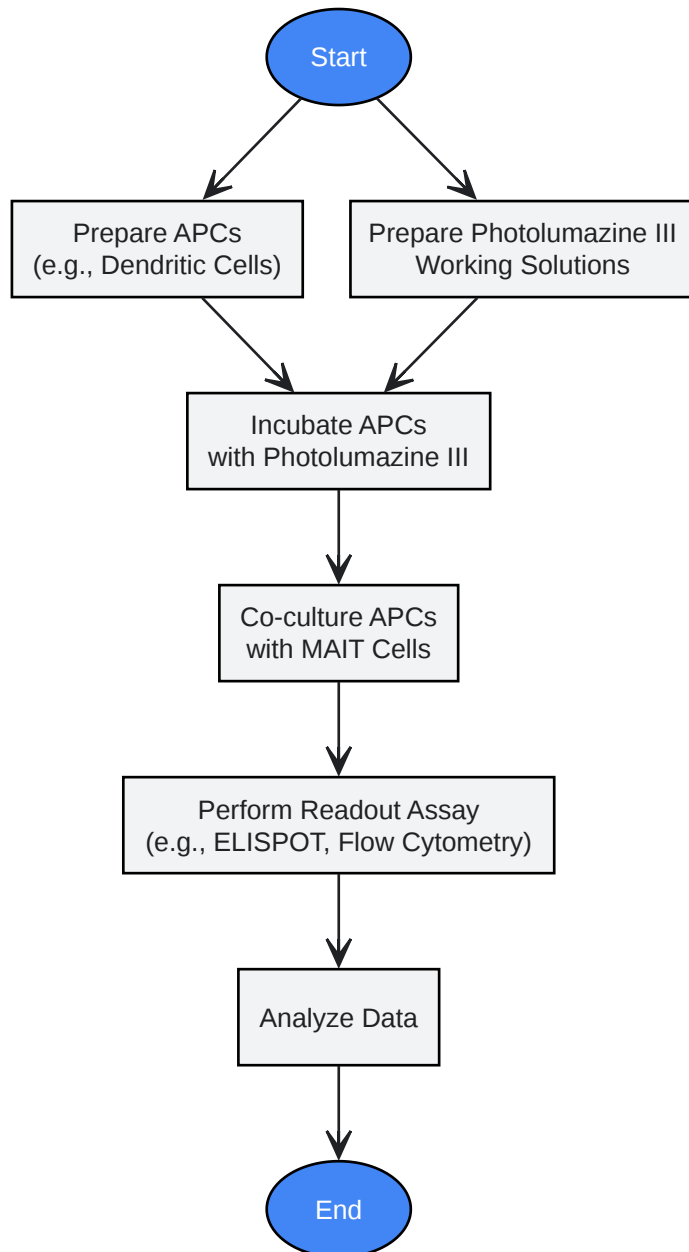 Start
Prepare APCs
(e.g., Dendritic Cells)
Prepare Photolumazine III
Working Solutions
Incubate APCs
with Photolumazine III
Co-culture APCs
with MAIT Cells
Perform Readout Assay
(e.g., ELISPOT, Flow Cytometry)
Analyze Data
End